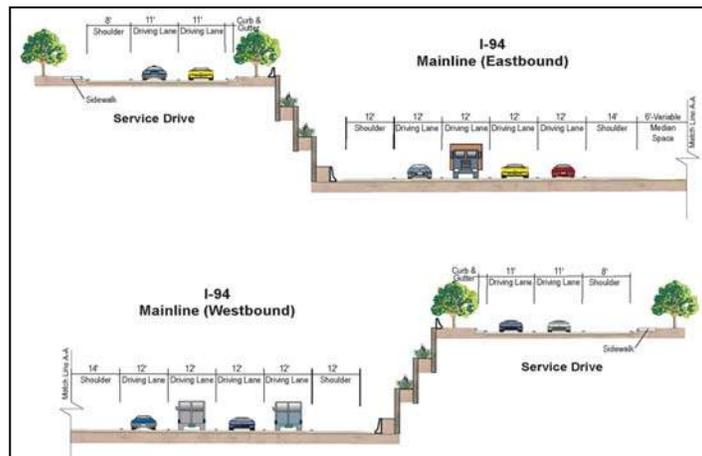 8' 11' 11' Curb &
Shoulder Driving Lane Driving Lane Gutter
Sidewalk
Service Drive
I-94
Mainline (Eastbound)
12' 12' 12' 12' 12' 14' 6'-Variable
Shoulder Driving Lane Driving Lane Driving Lane Driving Lane Shoulder Median
Space
Match Line A-A
I-94
Mainline (Westbound)
Match Line A-A
14' 12' 12' 12' 12' 12'
Shoulder Driving Lane Driving Lane Driving Lane Driving Lane Shoulder
Curb & 11' 11' 8'
Gutter Driving Lane Driving Lane Shoulder
Sidewalk
Service Drive